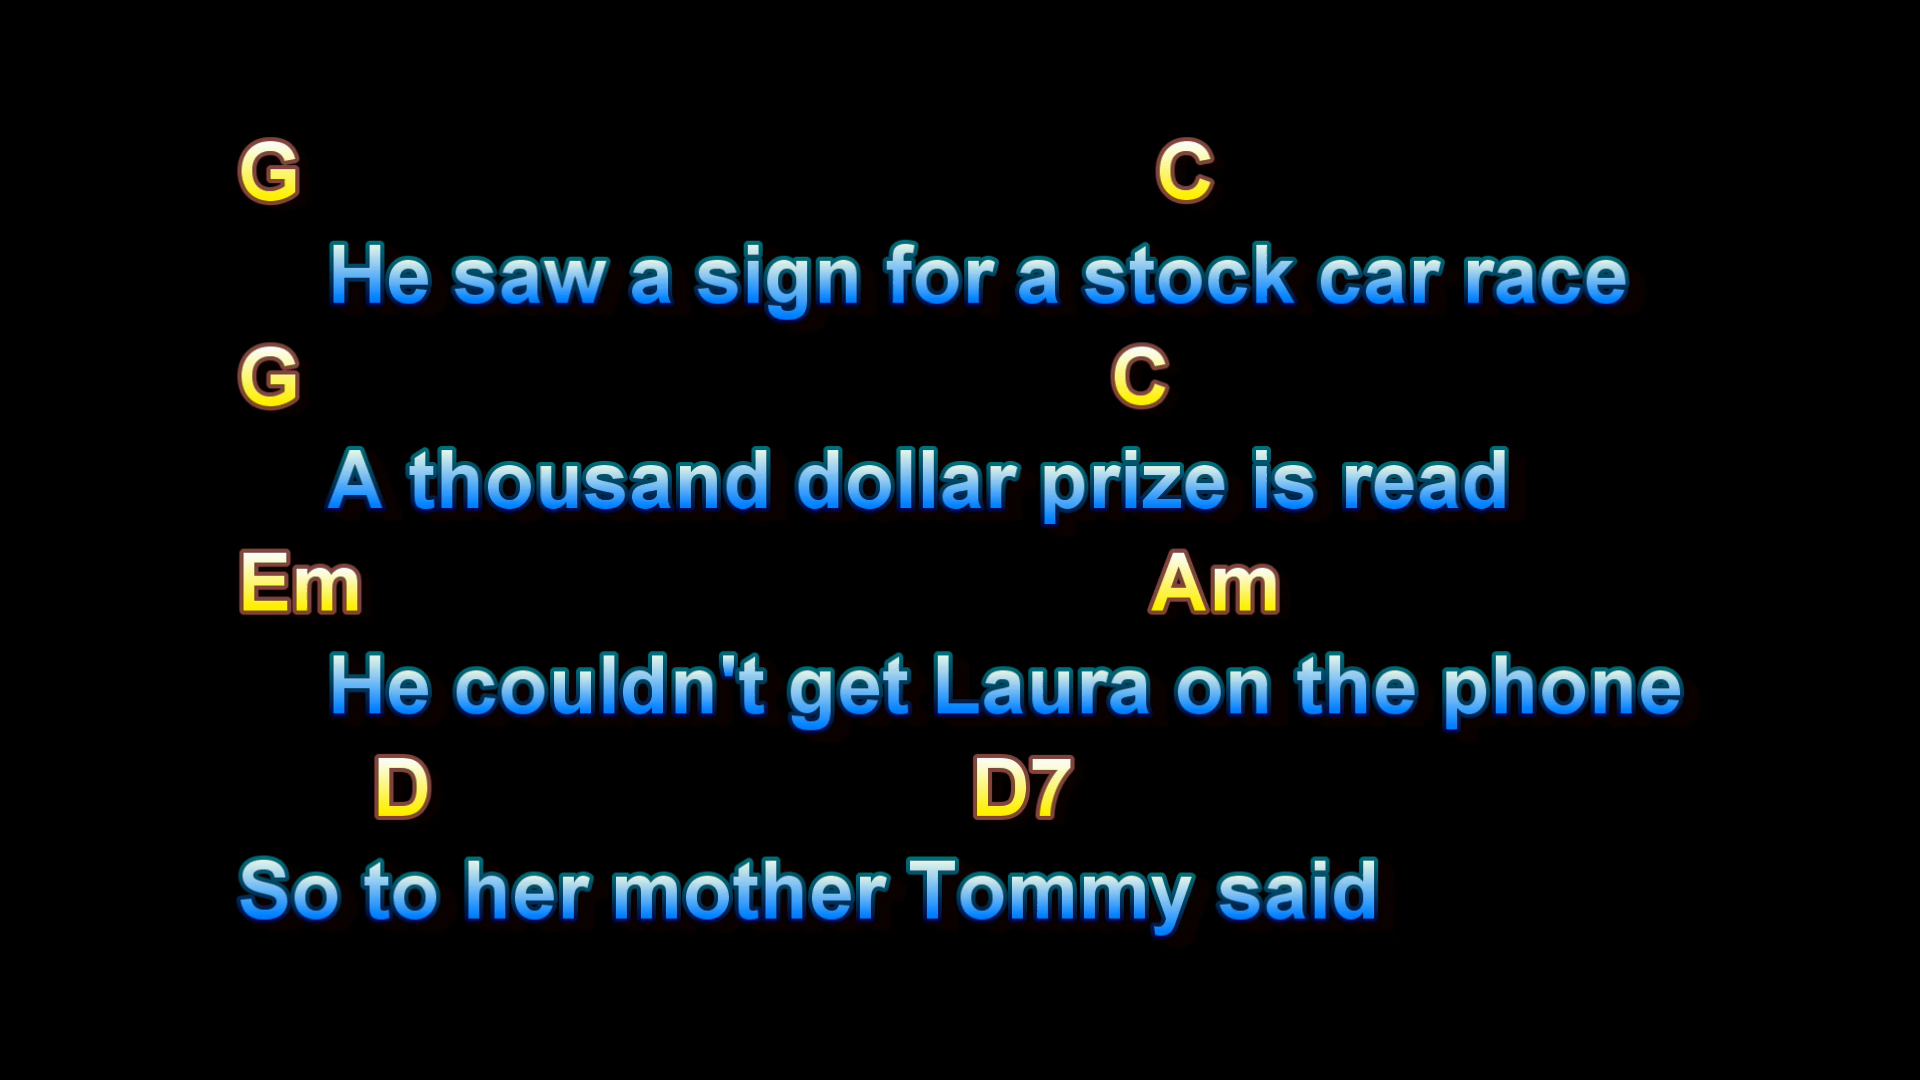 G C
He saw a sign for a stock car race
G C
A thousand dollar prize is read
Em Am
He couldn't get Laura on the phone
D D7
So to her mother Tommy said